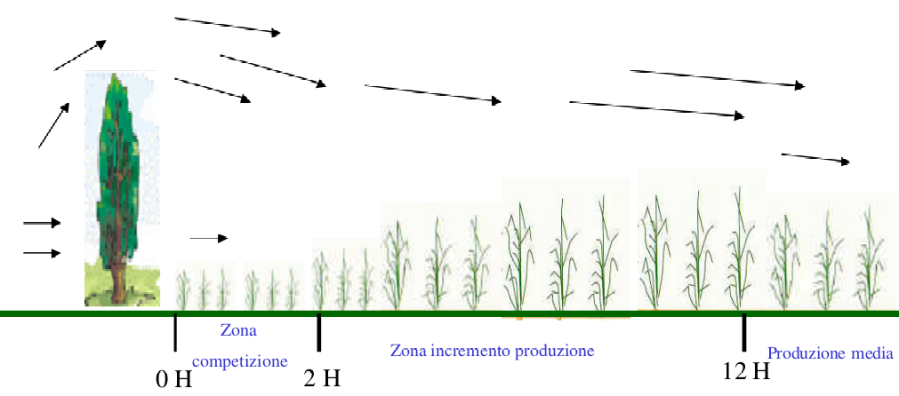 Zona
competizione
Zona incremento produzione
Produzione media
0 H
2 H
12 H